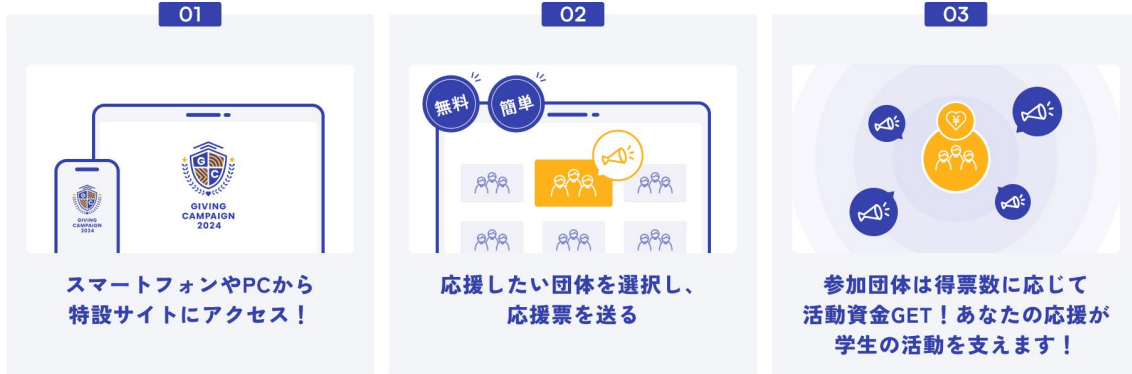 01
GIVING
CAMPAIGN
2024
G
C
GIVING
CAMPAIGN
2024
スマートフォンやPCから
特設サイトにアクセス！
02
無料
簡単
応援したい団体を選択し、
応援票を送る
03
¥
参加団体は得票数に応じて
活動資金GET！あなたの応援が
学生の活動を支えます！